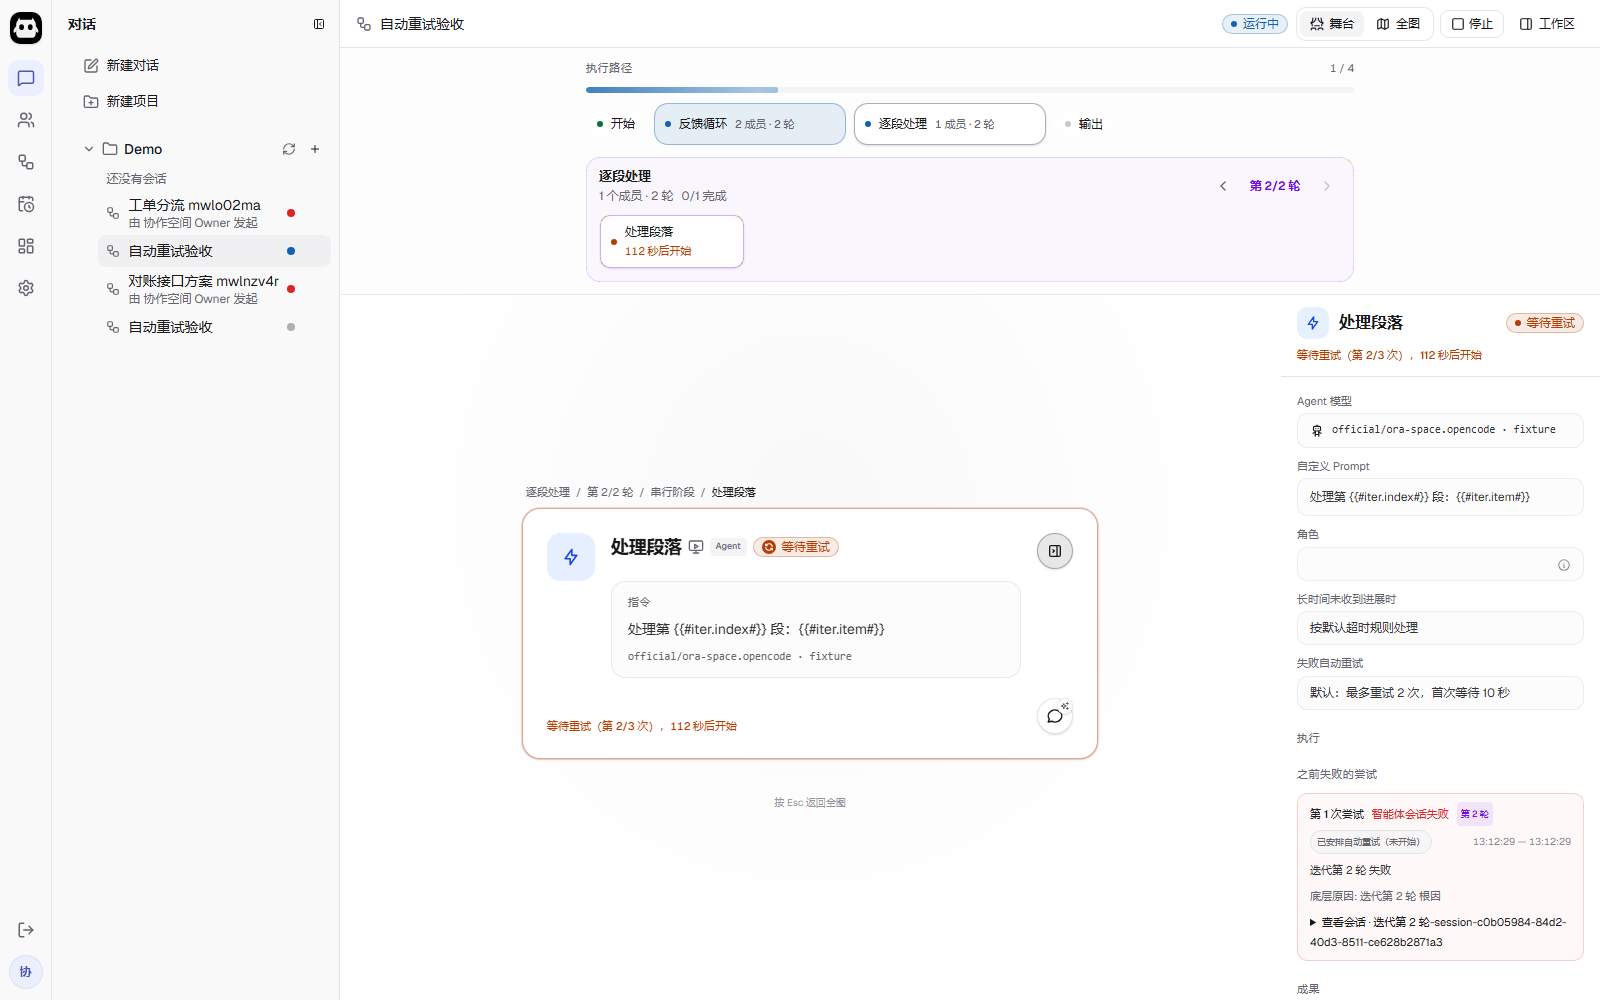 对话
新建对话
新建项目
Demo
还没有会话
工单分流 mwlo02ma
由 协作空间 Owner 发起
自动重试验收
对账接口方案 mwlnzv4r
由 协作空间 Owner 发起
自动重试验收
协
自动重试验收
运行中
舞台
全图
停止
工作区
执行路径
1 / 4
开始
反馈循环 2 成员 · 2 轮
逐段处理 1 成员 · 2 轮
输出
逐段处理
1 个成员 · 2 轮 0/1 完成
第 2/2 轮
处理段落
112 秒后开始
逐段处理 / 第 2/2 轮 / 串行阶段 / 处理段落
处理段落 Agent 等待重试
指令
处理第 {{#iter.index#}} 段：{{#iter.item#}}
official/ora-space.opencode · fixture
等待重试（第 2/3 次），112 秒后开始
按 Esc 返回全图
处理段落
等待重试
等待重试（第 2/3 次），112 秒后开始
Agent 模型
official/ora-space.opencode · fixture
自定义 Prompt
处理第 {{#iter.index#}} 段：{{#iter.item#}}
角色
长时间未收到进展时
按默认超时规则处理
失败自动重试
默认：最多重试 2 次，首次等待 10 秒
执行
之前失败的尝试
第 1 次尝试 智能体会话失败 第 2 轮
已安排自动重试（未开始） 13:12:29 — 13:12:29
迭代第 2 轮 失败
底层原因: 迭代第 2 轮 根因
查看会话 · 迭代第 2 轮-session-c0b05984-84d2-
40d3-8511-ce628b2871a3
成果